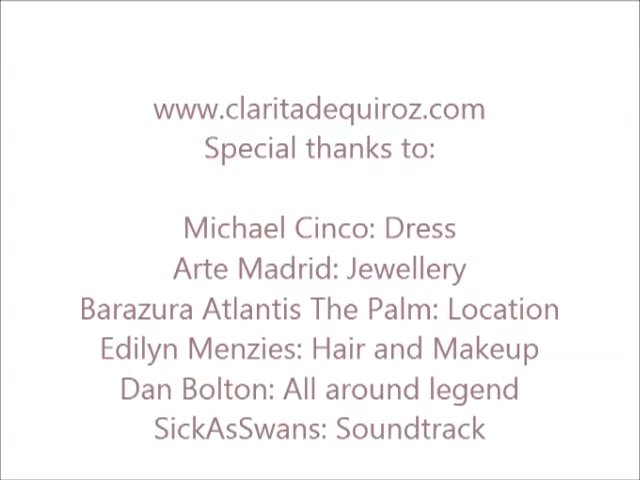 www.claritadequiroz.com
Special thanks to:
Michael Cinco: Dress
Arte Madrid: Jewellery
Barazura Atlantis The Palm: Location
Edilyn Menzies: Hair and Makeup
Dan Bolton: All around legend
SickAsSwans: Soundtrack